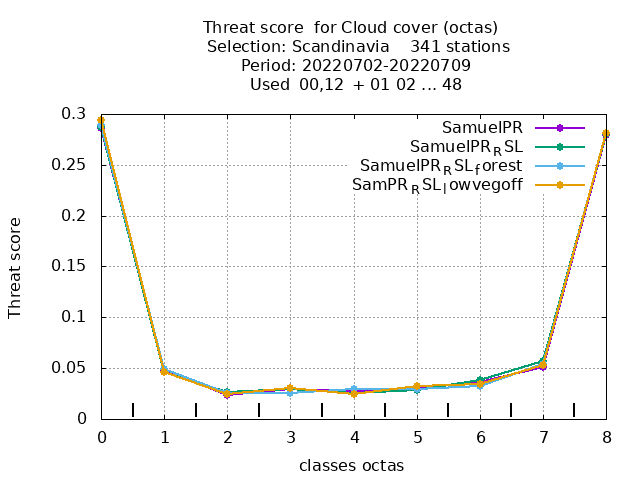 Threat score  for Cloud cover (octas)
Selection: Scandinavia    341 stations
Period: 20220702-20220709
Used  00,12  + 01 02 ... 48
SamuelPR
SamuelPR_RSL
SamuelPR_RSL_forest
SamPR_RSL_lowvegoff
Threat score
0.3
0.25
0.2
0.15
0.1
0.05
0
0 1 2 3 4 5 6 7 8
classes octas